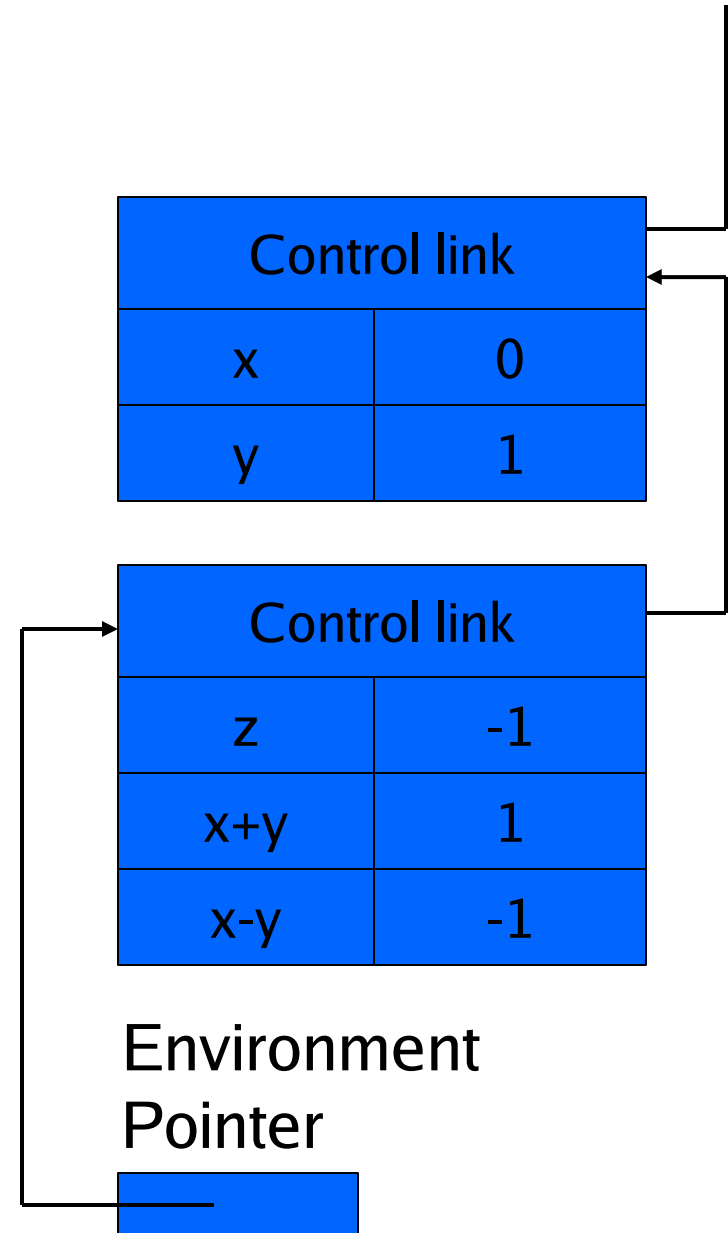 Control link
x 0
y 1
Control link
z -1
x+y 1
x-y -1
Environment
Pointer